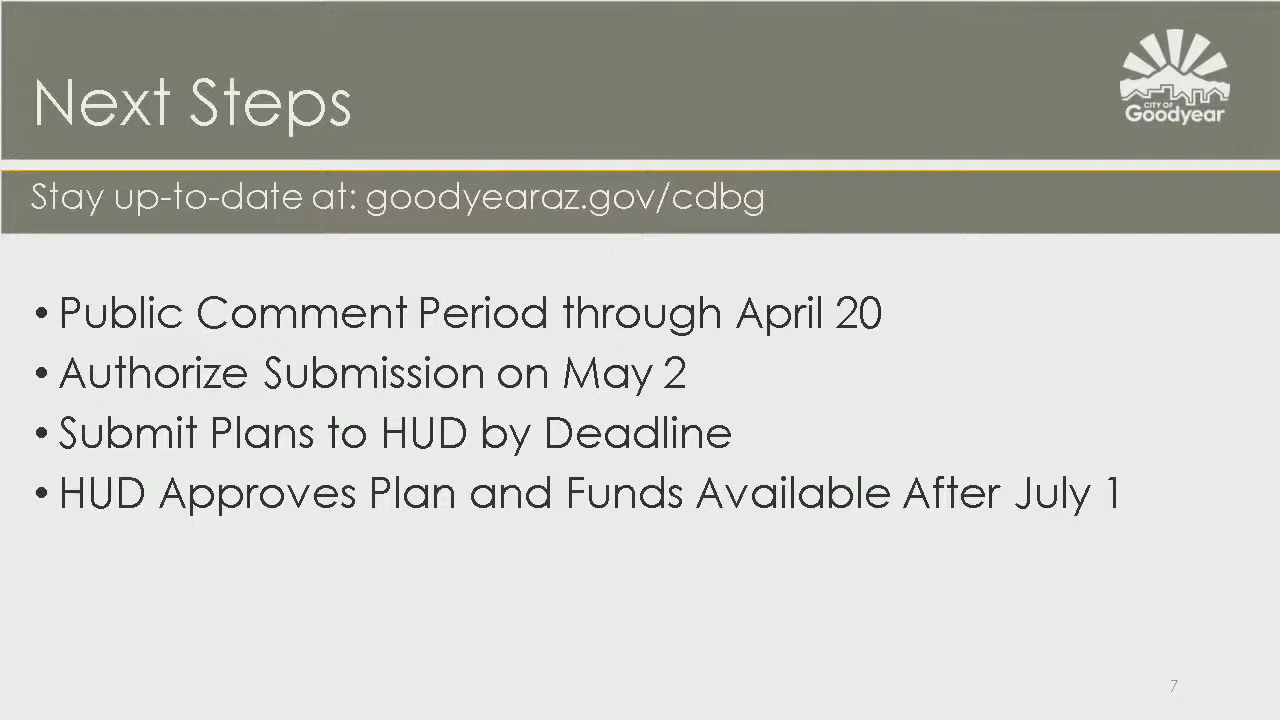 Next Steps
CITY OF
Goodyear
Stay up-to-date at: goodyearaz.gov/cdbg
• Public Comment Period through April 20
• Authorize Submission on May 2
• Submit Plans to HUD by Deadline
• HUD Approves Plan and Funds Available After July 1
7